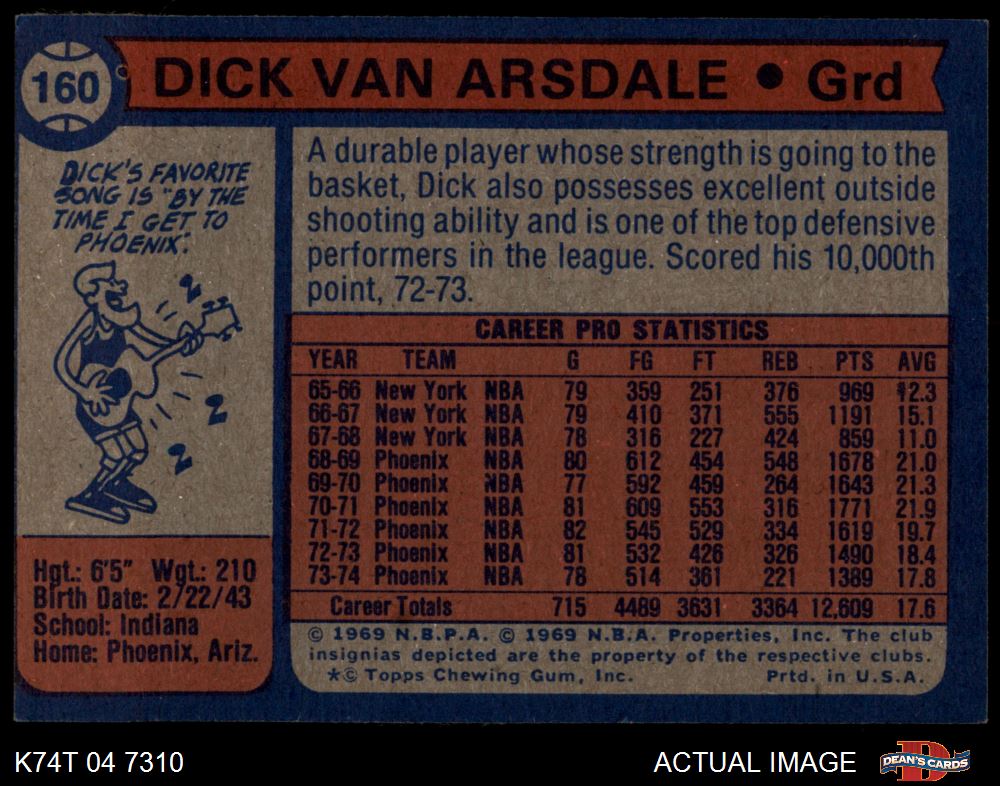 160
DICK VAN ARSDALE • Grd
DICK'S FAVORITE
SONG IS "BY THE
TIME I GET TO
PHOENIX".
A durable player whose strength is going to the
basket, Dick also possesses excellent outside
shooting ability and is one of the top defensive
performers in the league. Scored his 10,000th
point, 72-73.
CAREER PRO STATISTICS
YEAR TEAM G FG FT REB PTS AVG
65-66 New York NBA 79 359 251 376 969 12.3
66-67 New York NBA 79 410 371 555 1191 15.1
67-68 New York NBA 78 316 227 424 859 11.0
68-69 Phoenix NBA 80 612 454 548 1678 21.0
69-70 Phoenix NBA 77 592 459 264 1643 21.3
70-71 Phoenix NBA 81 609 553 316 1771 21.9
71-72 Phoenix NBA 82 545 529 334 1619 19.7
72-73 Phoenix NBA 81 532 426 326 1490 18.4
73-74 Phoenix NBA 78 514 361 221 1389 17.8
Career Totals 715 4489 3631 3364 12,609 17.6
Hgt.: 6'5" Wgt.: 210
Birth Date: 2/22/43
School: Indiana
Home: Phoenix, Ariz.
© 1969 N.B.P.A. © 1969 N.B.A. Properties, Inc. The club
insignias depicted are the property of the respective clubs.
*© Topps Chewing Gum, Inc. Prtd. in U.S.A.
K74T 04 7310
ACTUAL IMAGE
D
DEAN'S CARDS